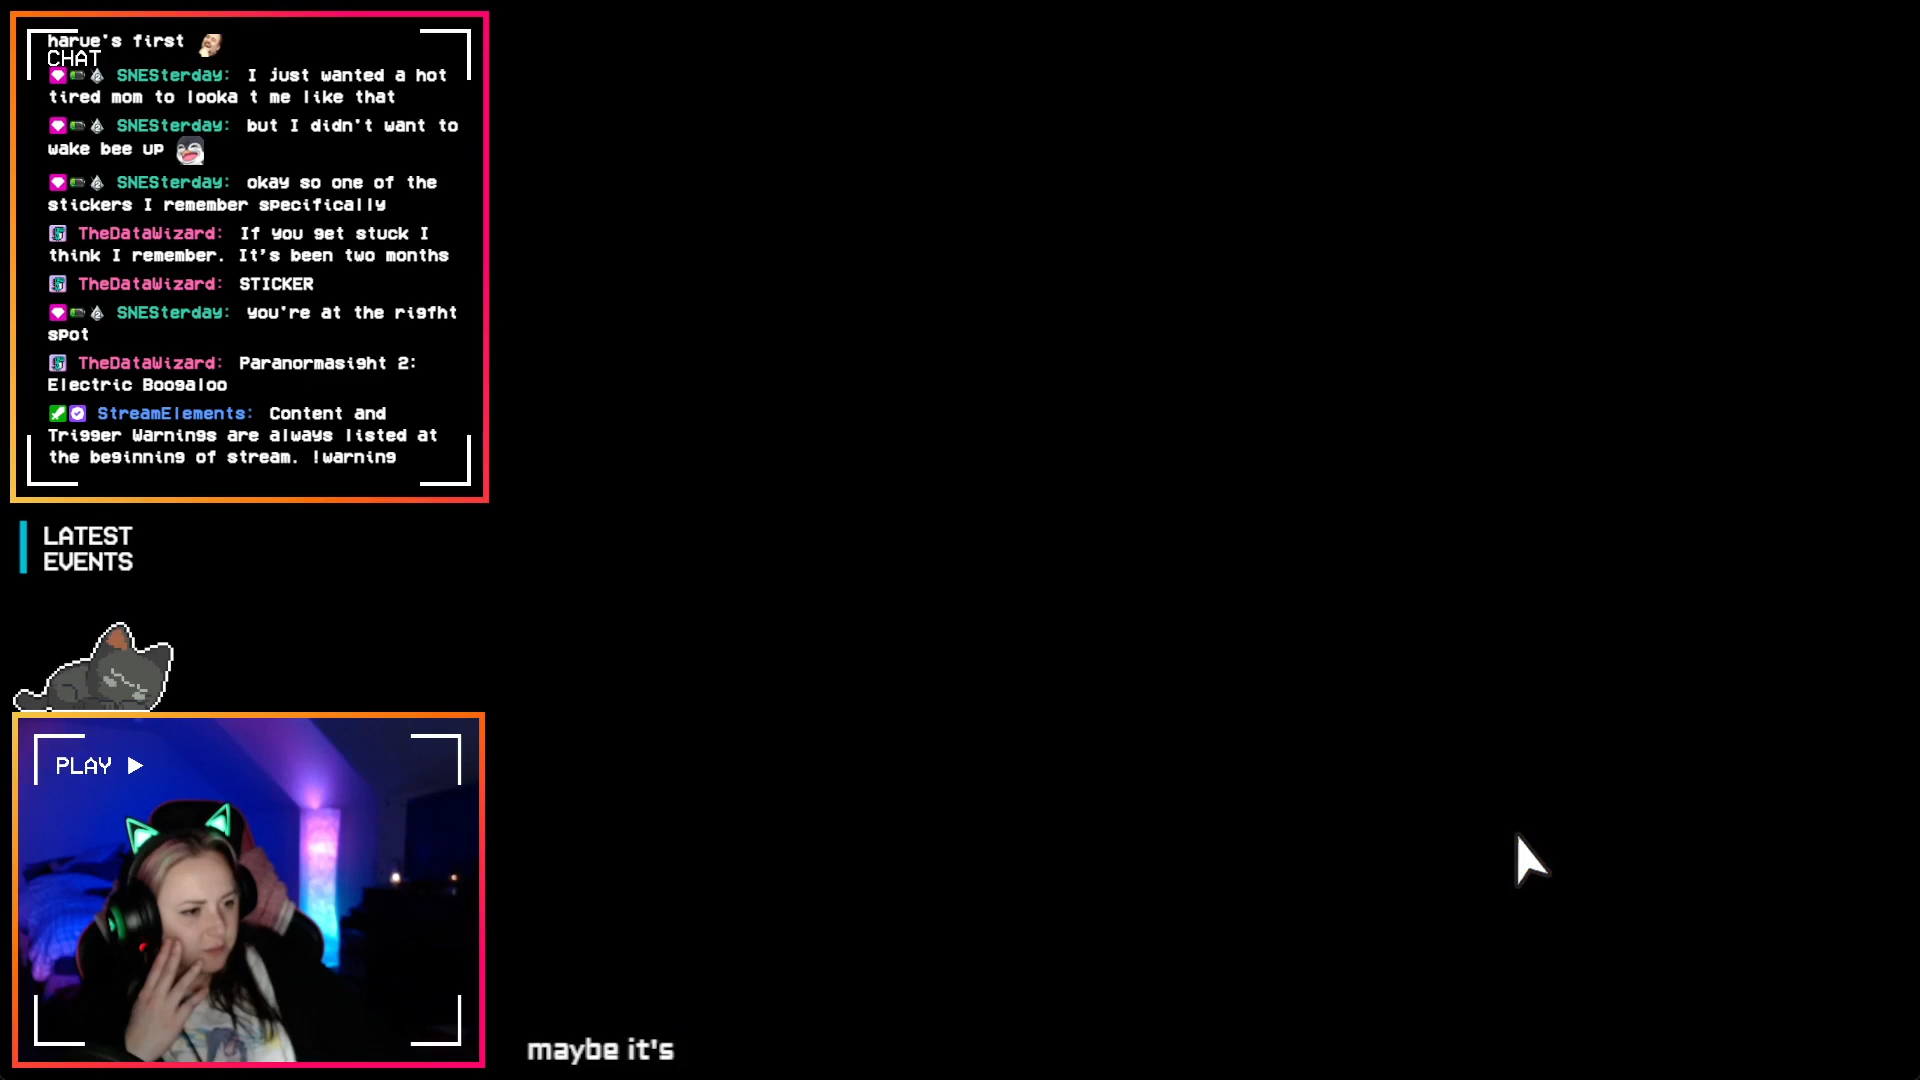 harue's first
CHAT
SNESterday: I just wanted a hot
tired mom to looka t me like that
SNESterday: but I didn't want to
wake bee up
SNESterday: okay so one of the
stickers I remember specifically
TheDataWizard: If you get stuck I
think I remember. It's been two months
TheDataWizard: STICKER
SNESterday: you're at the rigfht
spot
TheDataWizard: Paranormasight 2:
Electric Boogaloo
StreamElements: Content and
Trigger Warnings are always listed at
the beginning of stream. !warning
LATEST
EVENTS
PLAY
maybe it's